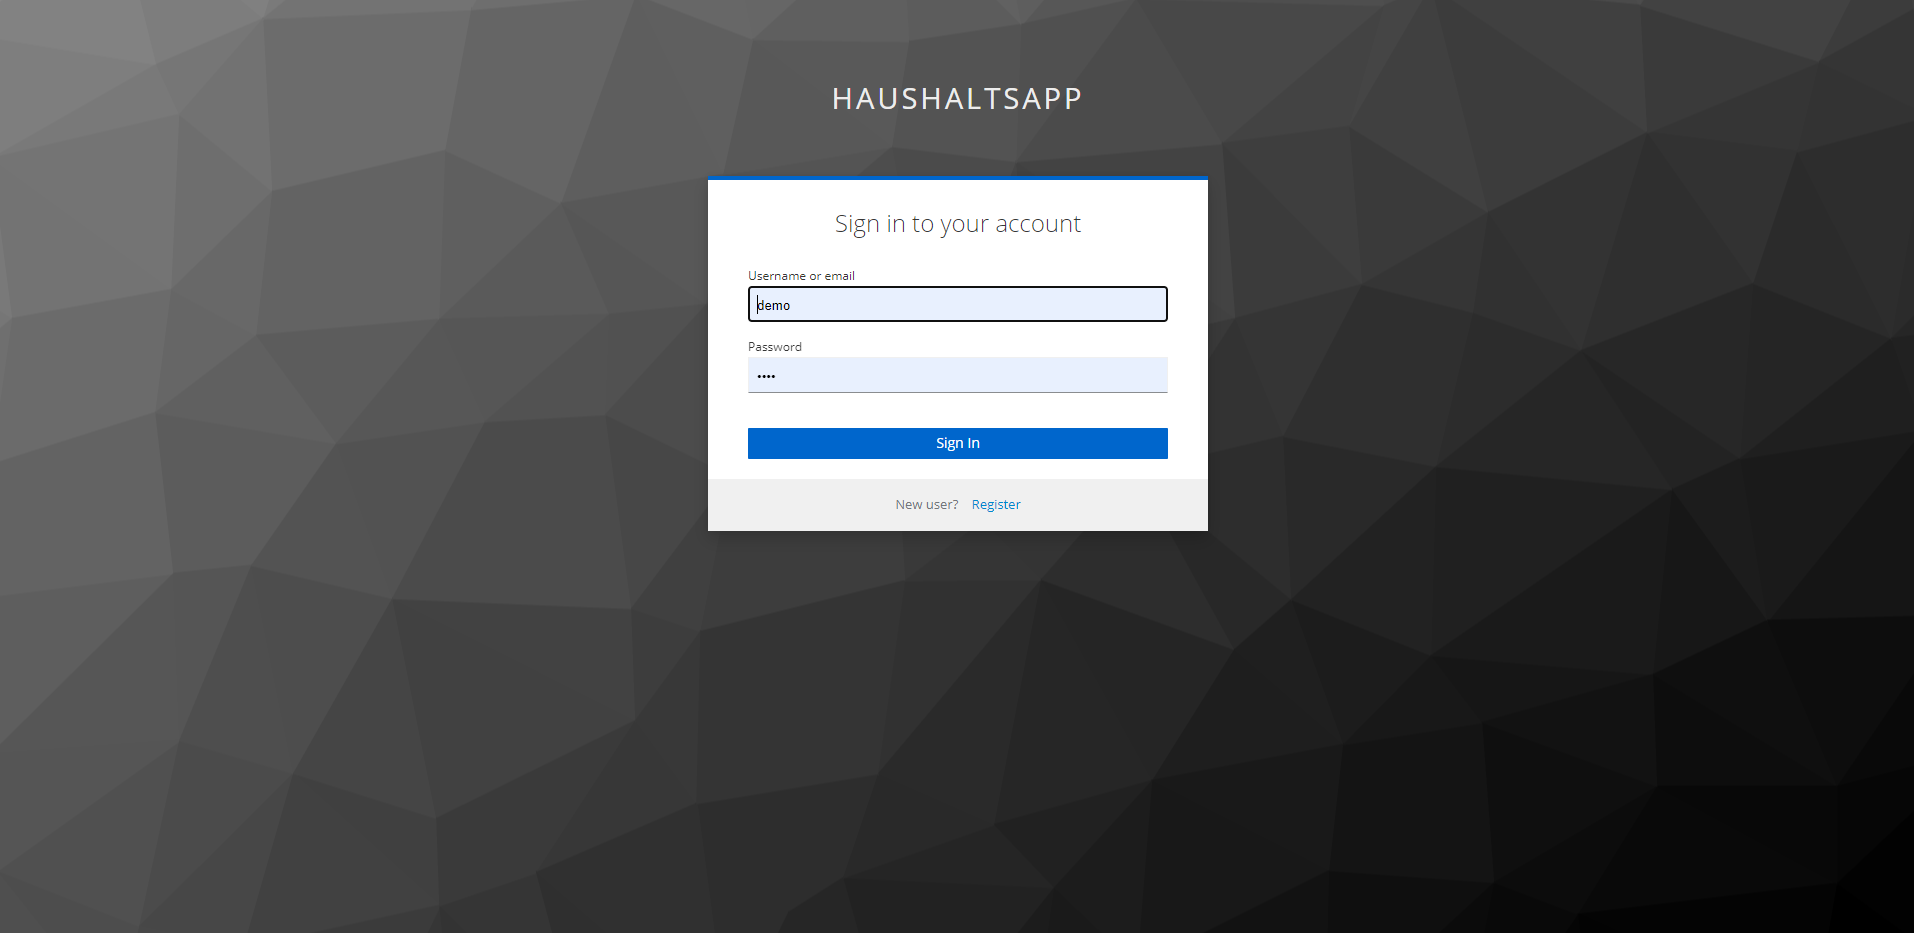 HAUSHALTSAPP
Sign in to your account
Username or email
demo
Password
••••
Sign In
New user? Register